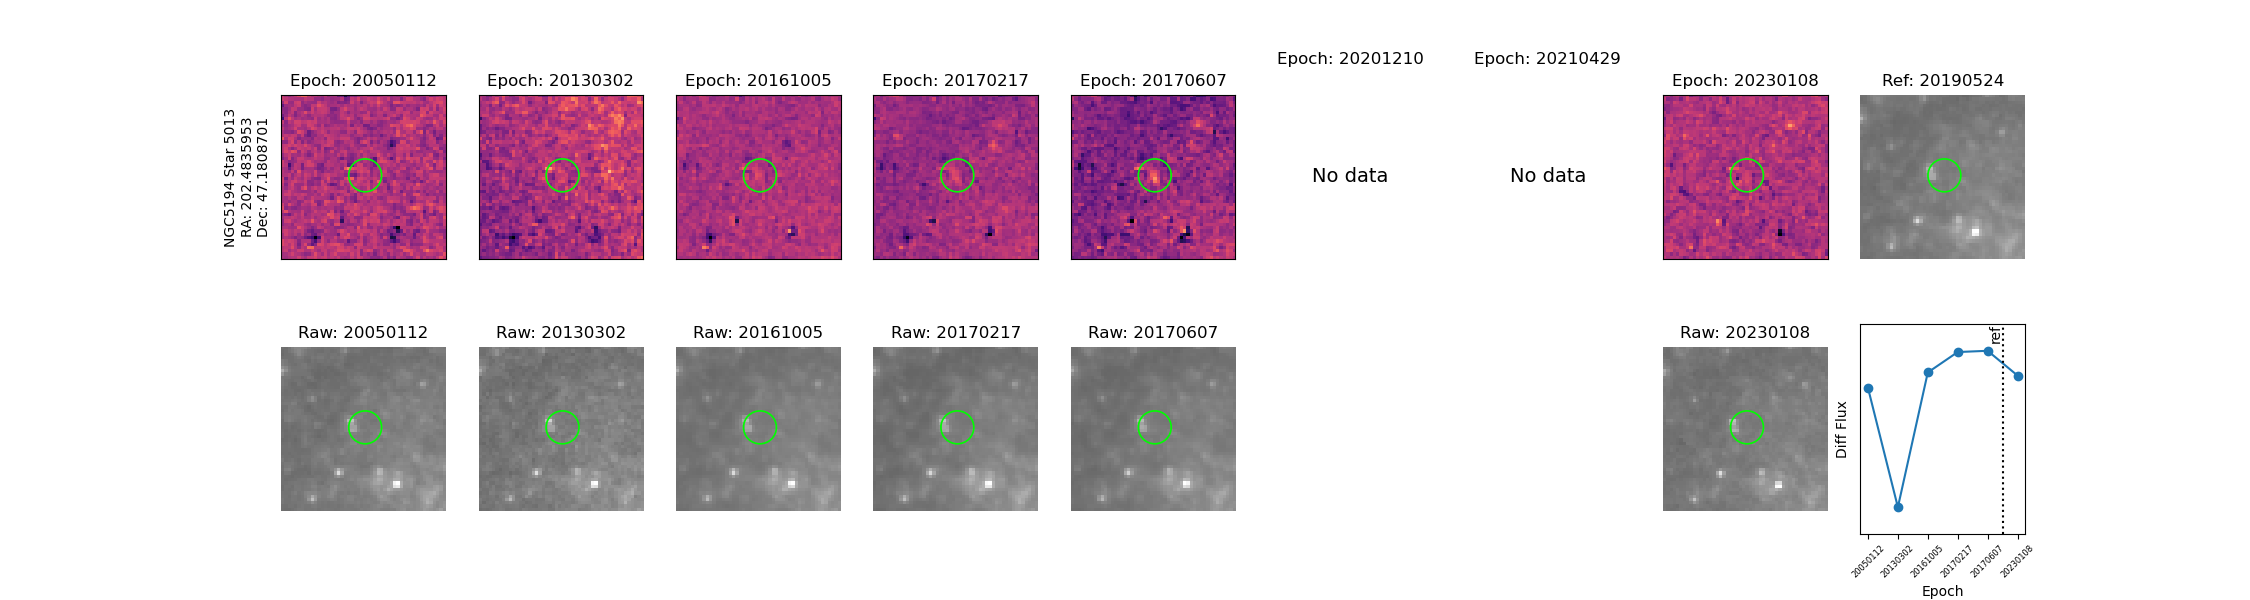 Epoch: 20050112
Epoch: 20130302
Epoch: 20161005
Epoch: 20170217
Epoch: 20170607
Epoch: 20201210
Epoch: 20210429
Epoch: 20230108
Ref: 20190524
NGC5194 Star 5013
RA: 202.4835953
Dec: 47.1808701
No data
No data
Raw: 20050112
Raw: 20130302
Raw: 20161005
Raw: 20170217
Raw: 20170607
Raw: 20230108
ref
Diff Flux
20050112
20130302
20161005
20170217
20170607
20230108
Epoch